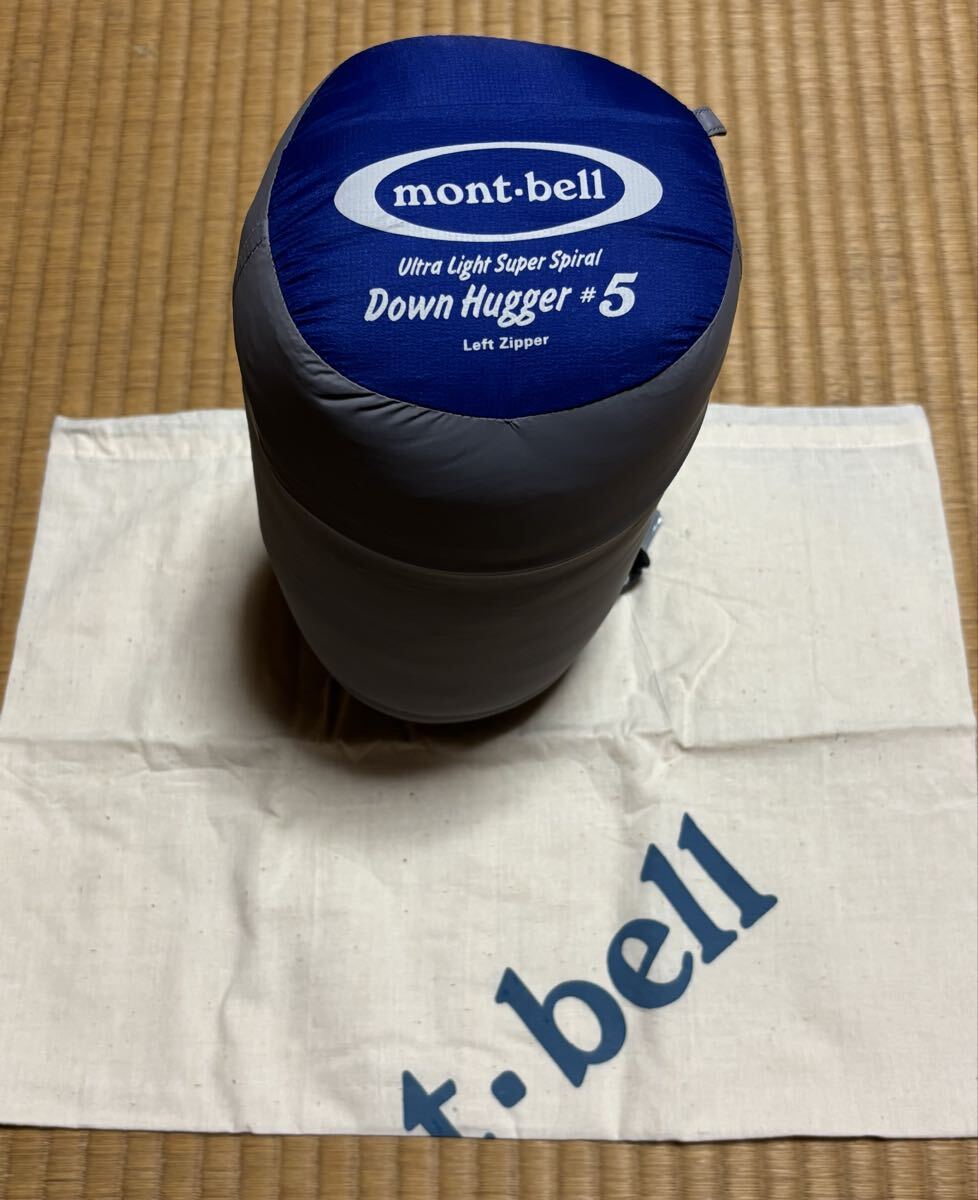 mont•bell
Ultra Light Super Spiral
Down Hugger #5
Left Zipper
t•bell